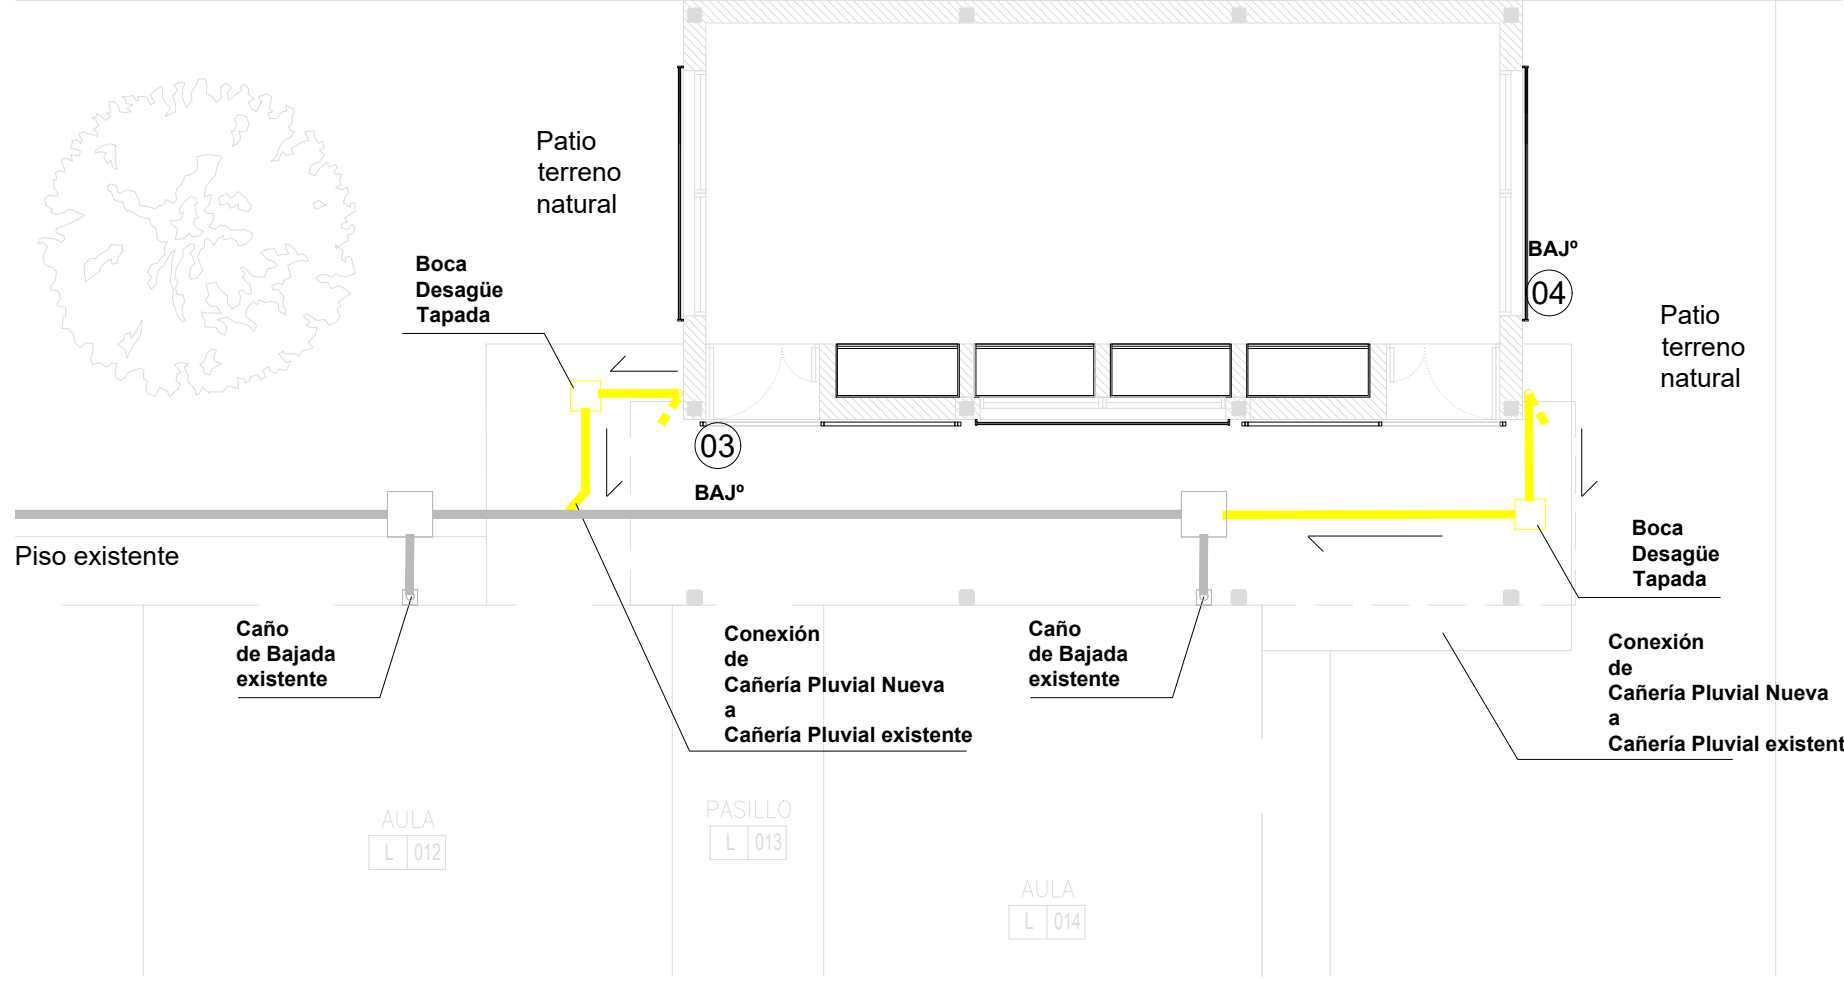 Patio
terreno
natural
Boca
Desagüe
Tapada
BAJº
04
Patio
terreno
natural
03
BAJº
Piso existente
Boca
Desagüe
Tapada
Caño
de Bajada
existente
Conexión
de
Cañería Pluvial Nueva
a
Cañería Pluvial existente
Caño
de Bajada
existente
Conexión
de
Cañería Pluvial Nueva
a
Cañería Pluvial existent
AULA
L 012
PASILLO
L 013
AULA
L 014